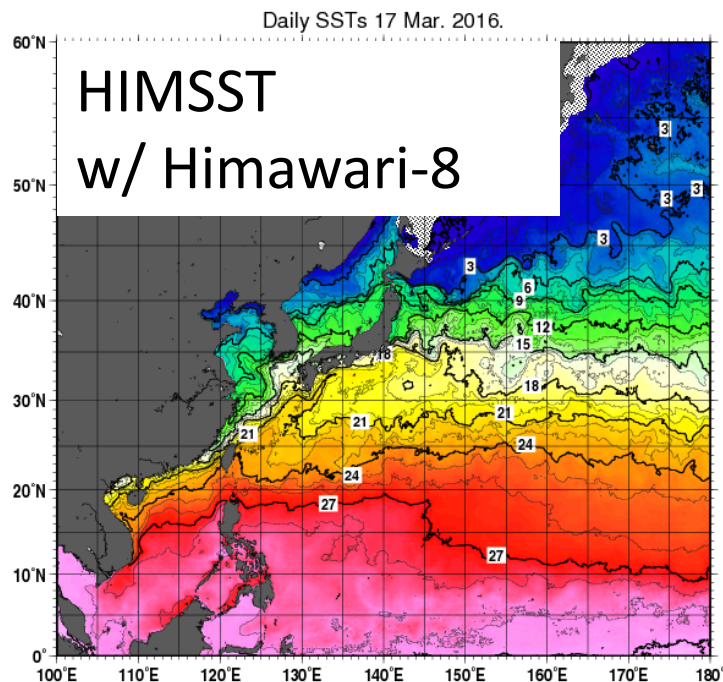 Daily SSTs 17 Mar. 2016.
60°N
HIMSST
w/ Himawari-8
3
50°N
3
3
3
3
6
40°N
9
12
15
18
18
30°N
21
21
21
24
24
20°N
27
27
10°N
0°
100°E
110°E
120°E
130°E
140°E
150°E
160°E
170°E
180°